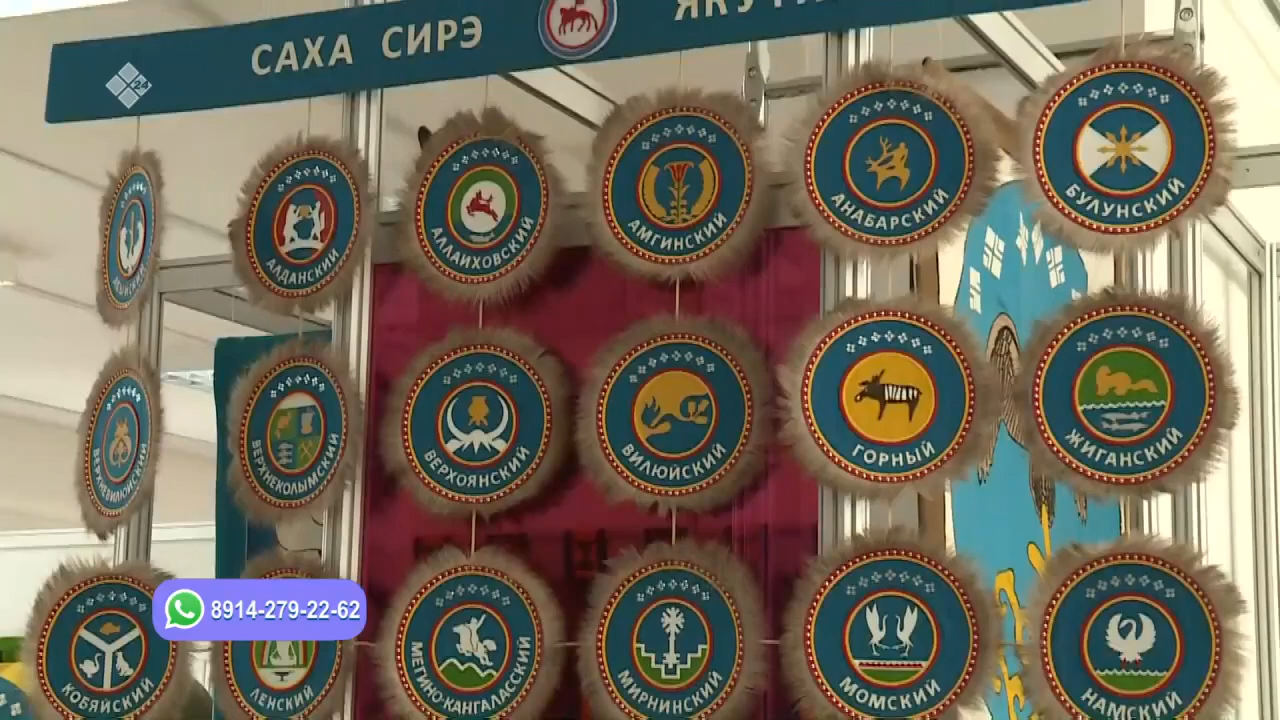 САХА СИРЭ
24
АЛДАНСКИЙ
АЛЛАИХОВСКИЙ
АМГИНСКИЙ
АНАБАРСКИЙ
БУЛУНСКИЙ
ВЕРХНЕВИЛЮЙСКИЙ
ВЕРХНЕКОЛЫМСКИЙ
ВЕРХОЯНСКИЙ
ВИЛЮЙСКИЙ
ГОРНЫЙ
ЖИГАНСКИЙ
8914-279-22-62
КОБЯЙСКИЙ
ЛЕНСКИЙ
МЕГИНО-КАНГАЛАССКИЙ
МИРНИНСКИЙ
МОМСКИЙ
НАМСКИЙ